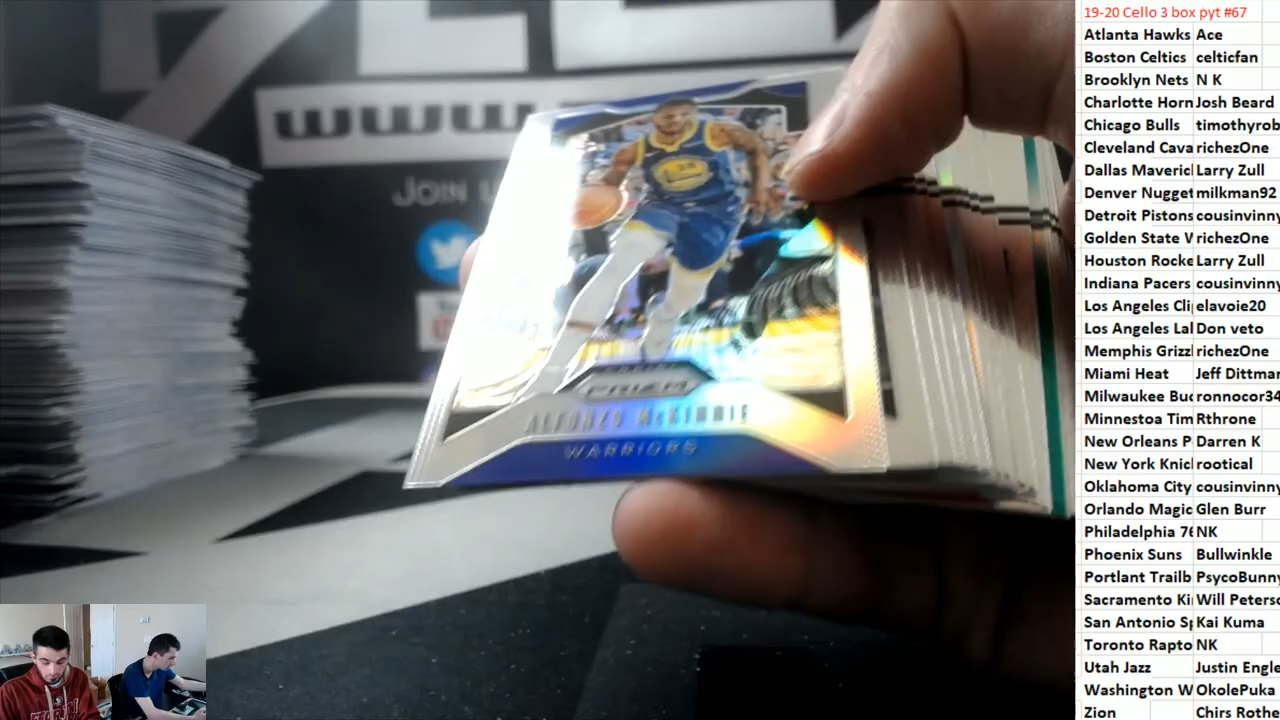 www
JOIN
PRIZM
ALFONZO McKINNIE
WARRIORS
19-20 Cello 3 box pyt #67
Atlanta Hawks Ace
Boston Celtics celticfan
Brooklyn Nets N K
Charlotte Horn Josh Beard
Chicago Bulls timothyrob
Cleveland Cava richezOne
Dallas Maveric Larry Zull
Denver Nugget milkman92
Detroit Pistons cousinvinny
Golden State W richezOne
Houston Rocke Larry Zull
Indiana Pacers cousinvinny
Los Angeles Cli elavoie20
Los Angeles Lal Don veto
Memphis Grizzl richezOne
Miami Heat Jeff Dittmar
Milwaukee Buc ronnocor34
Minnestoa Tim Rthrone
New Orleans P Darren K
New York Knic rootical
Oklahoma City cousinvinny
Orlando Magic Glen Burr
Philadelphia 76 NK
Phoenix Suns Bullwinkle
Portlant Trailb PsycoBunny
Sacramento Ki Will Peterso
San Antonio Sp Kai Kuma
Toronto Rapto NK
Utah Jazz Justin Engle
Washington W OkolePuka
Zion Chirs Rothe